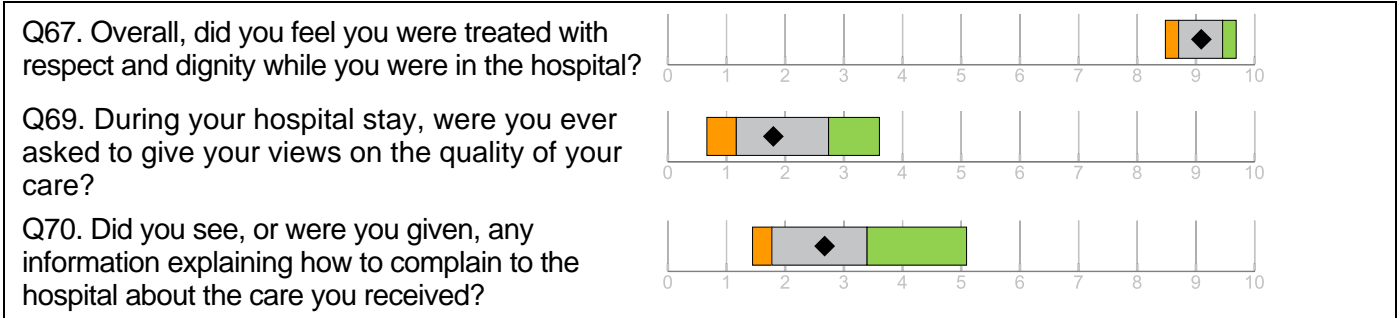 Q67. Overall, did you feel you were treated with
respect and dignity while you were in the hospital?
0 1 2 3 4 5 6 7 8 9 10
Q69. During your hospital stay, were you ever
asked to give your views on the quality of your
care?
0 1 2 3 4 5 6 7 8 9 10
Q70. Did you see, or were you given, any
information explaining how to complain to the
hospital about the care you received?
0 1 2 3 4 5 6 7 8 9 10